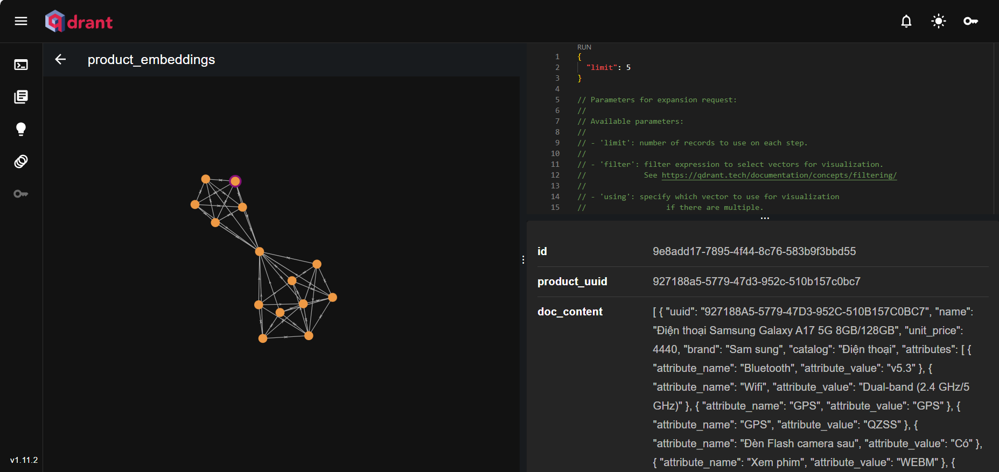 qdrant
product_embeddings
RUN
1 {
2 "limit": 5
3 }
4
5 // Parameters for expansion request:
6 //
7 // Available parameters:
8 //
9 // - 'limit': number of records to use on each step.
10 //
11 // - 'filter': filter expression to select vectors for visualization.
12 // See https://qdrant.tech/documentation/concepts/filtering/
13 //
14 // - 'using': specify which vector to use for visualization
15 // if there are multiple.
id 9e8add17-7895-4f44-8c76-583b9f3bbd55
product_uuid 927188a5-5779-47d3-952c-510b157c0bc7
doc_content [ { "uuid": "927188A5-5779-47D3-952C-510B157C0BC7", "name":
"Điện thoại Samsung Galaxy A17 5G 8GB/128GB", "unit_price":
4440, "brand": "Sam sung", "catalog": "Điện thoại", "attributes": [ {
"attribute_name": "Bluetooth", "attribute_value": "v5.3" }, {
"attribute_name": "Wifi", "attribute_value": "Dual-band (2.4 GHz/5
GHz)" }, { "attribute_name": "GPS", "attribute_value": "GPS" }, {
"attribute_name": "GPS", "attribute_value": "QZSS" }, {
"attribute_name": "Đèn Flash camera sau", "attribute_value": "Có" },
{ "attribute_name": "Xem phim", "attribute_value": "WEBM" }, {
v1.11.2